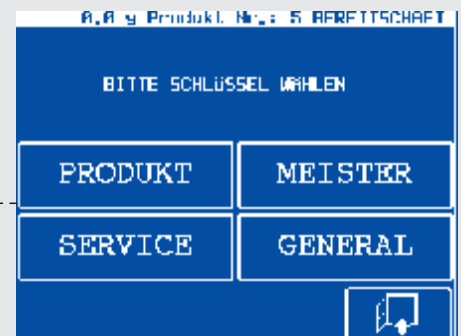 0,0 g Produkt Nr.: 5 BEREITSCHAFT
BITTE SCHLÜSSEL WÄHLEN
PRODUKT MEISTER
SERVICE GENERAL